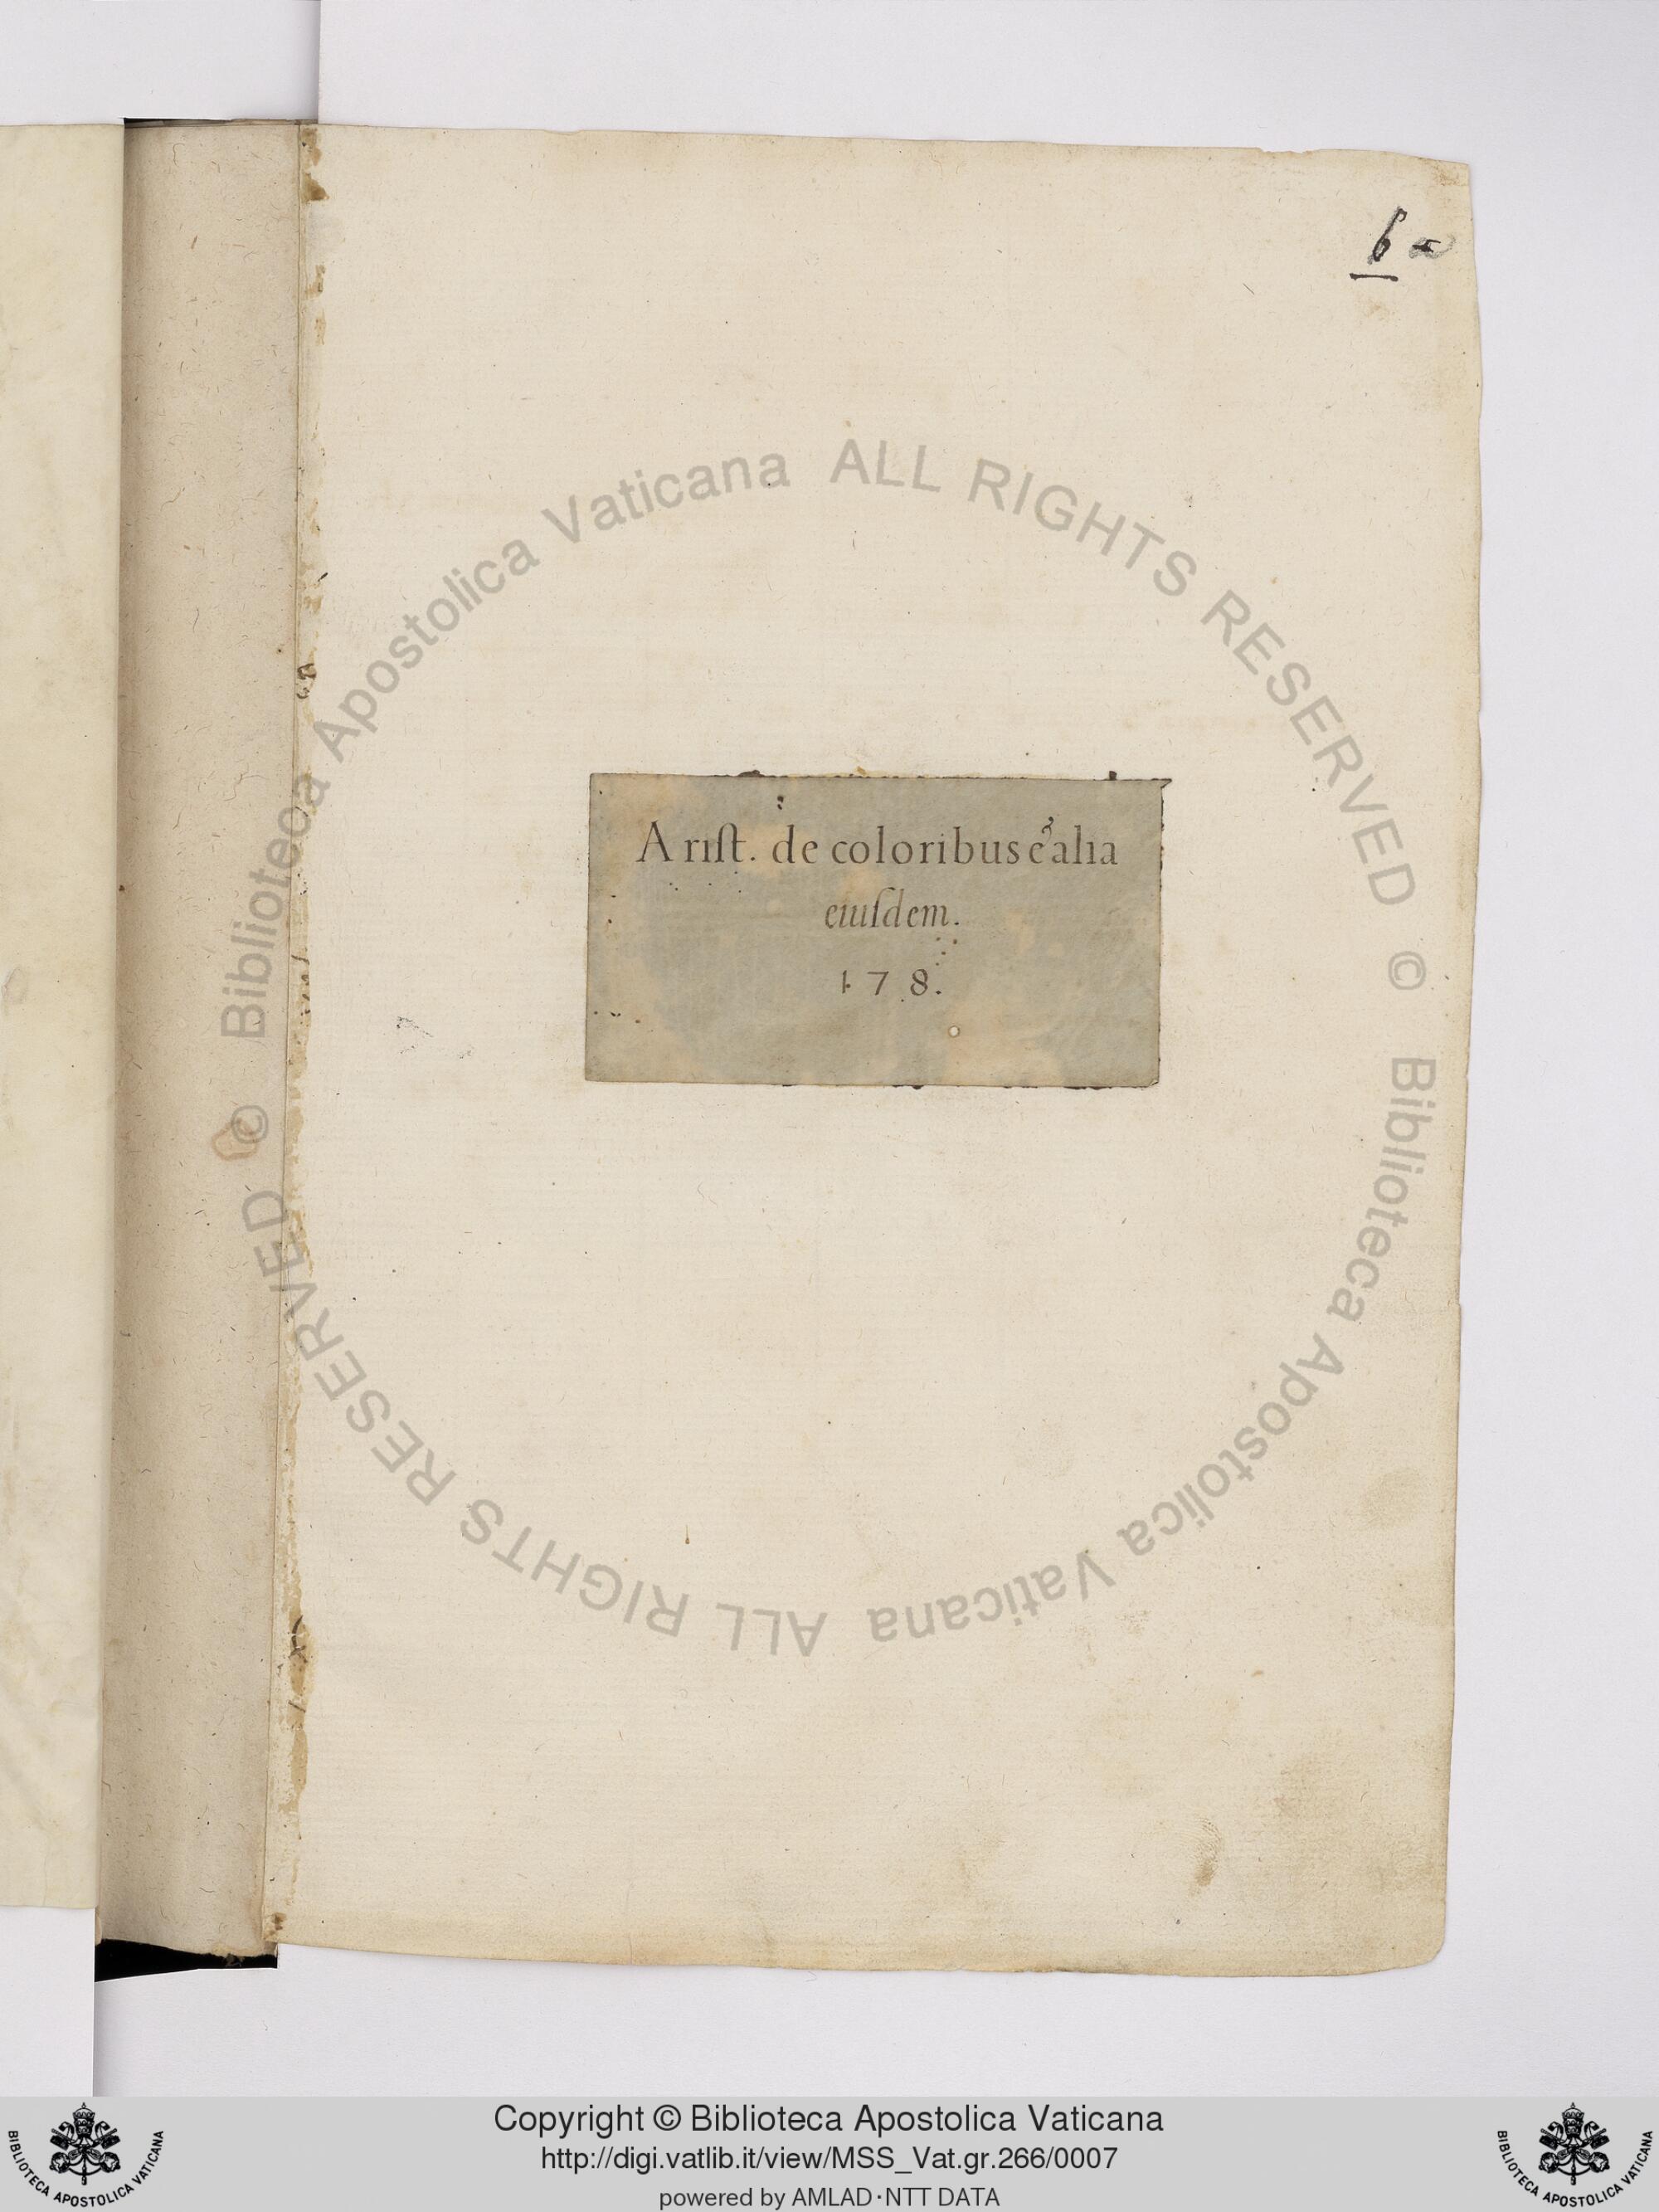 6 a
Arist. de coloribus et alia
eiusdem.
178.
© Biblioteca Apostolica Vaticana ALL RIGHTS RESERVED © Biblioteca Apostolica Vaticana ALL RIGHTS RESERVED
Copyright © Biblioteca Apostolica Vaticana
http://digi.vatlib.it/view/MSS_Vat.gr.266/0007
powered by AMLAD·NTT DATA
BIBLIOTECA APOSTOLICA VATICANA
BIBLIOTECA APOSTOLICA VATICANA